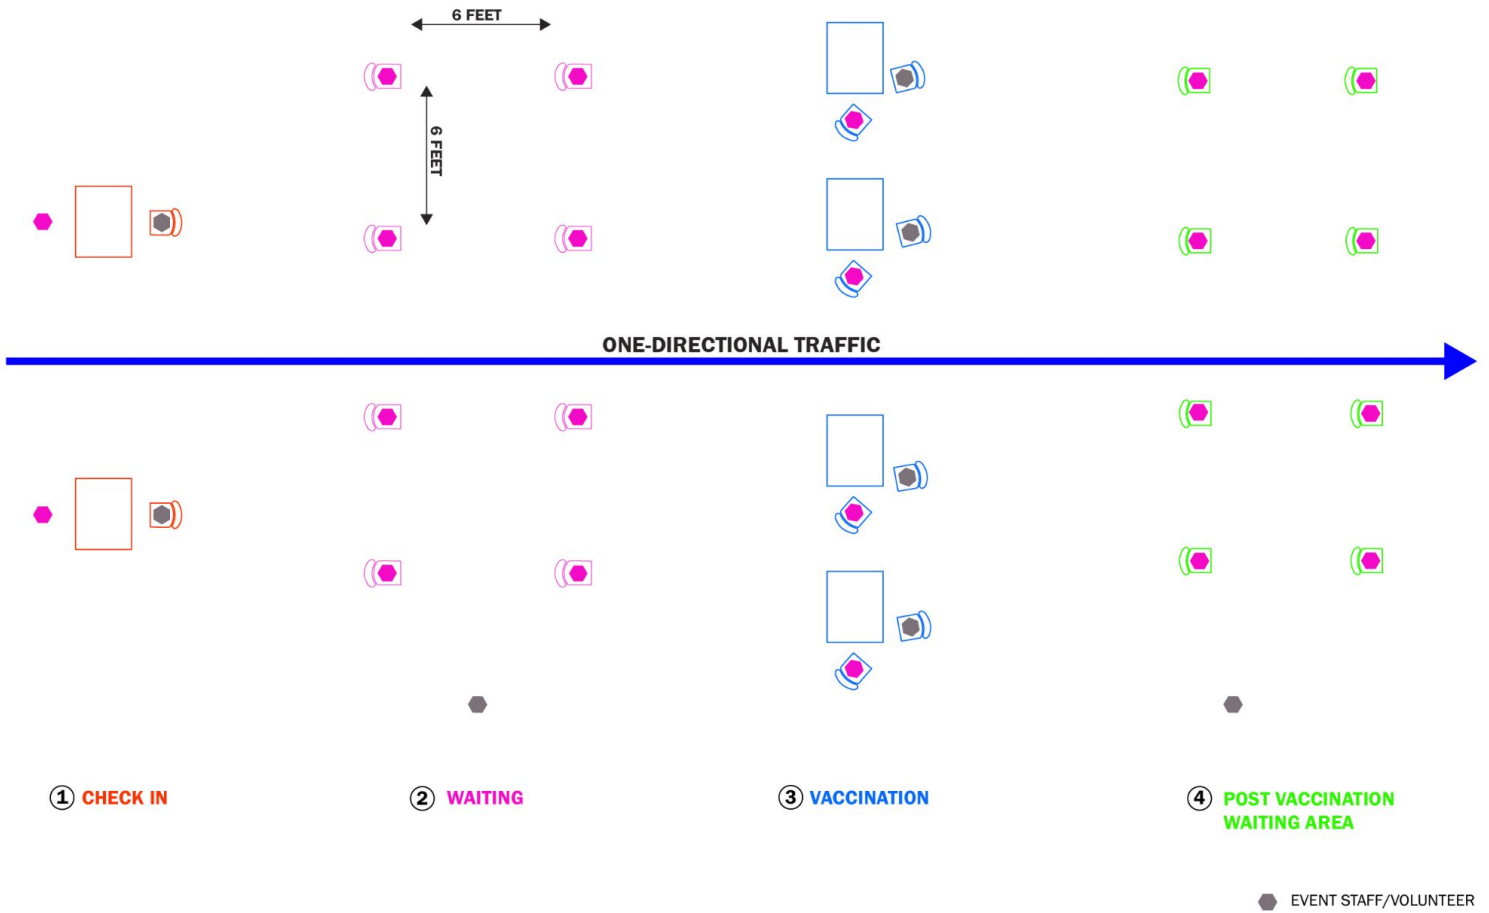 6 FEET
6 FEET
ONE-DIRECTIONAL TRAFFIC
1 CHECK IN
2 WAITING
3 VACCINATION
4 POST VACCINATION
WAITING AREA
EVENT STAFF/VOLUNTEER